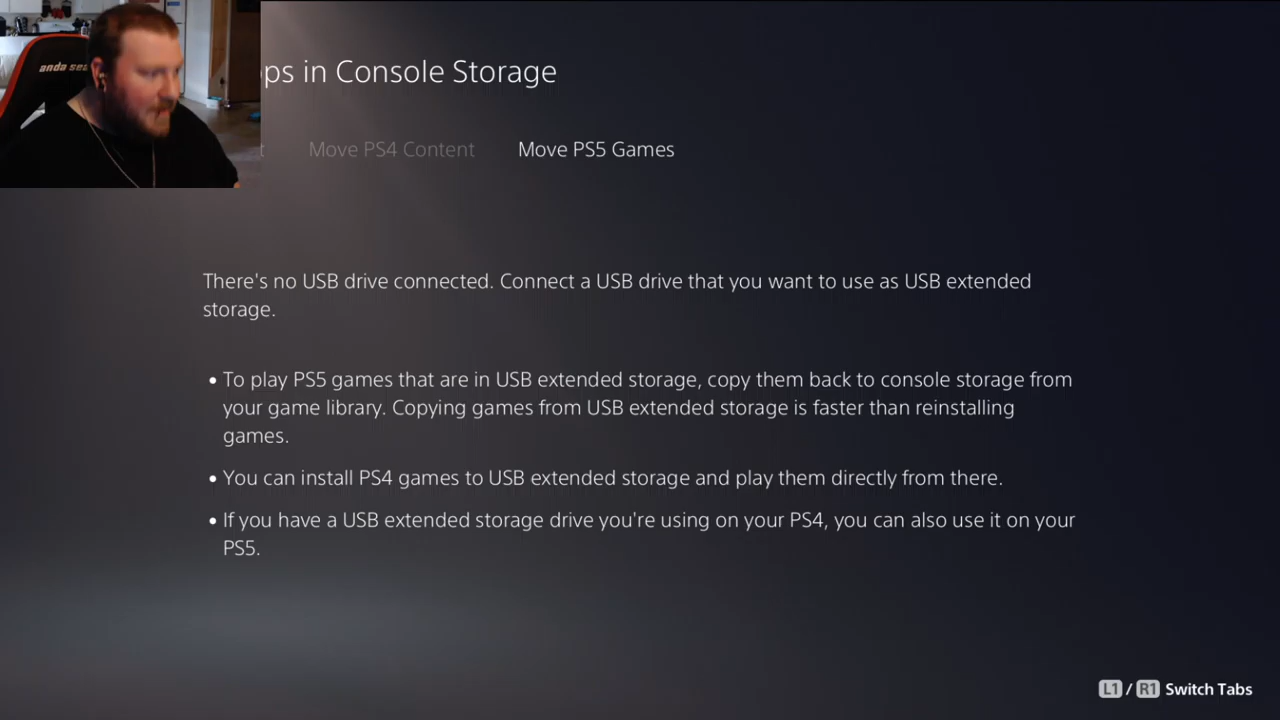 anda sea
ps in Console Storage
t Move PS4 Content Move PS5 Games
There's no USB drive connected. Connect a USB drive that you want to use as USB extended
storage.
• To play PS5 games that are in USB extended storage, copy them back to console storage from
your game library. Copying games from USB extended storage is faster than reinstalling
games.
• You can install PS4 games to USB extended storage and play them directly from there.
• If you have a USB extended storage drive you're using on your PS4, you can also use it on your
PS5.
L1 / R1 Switch Tabs